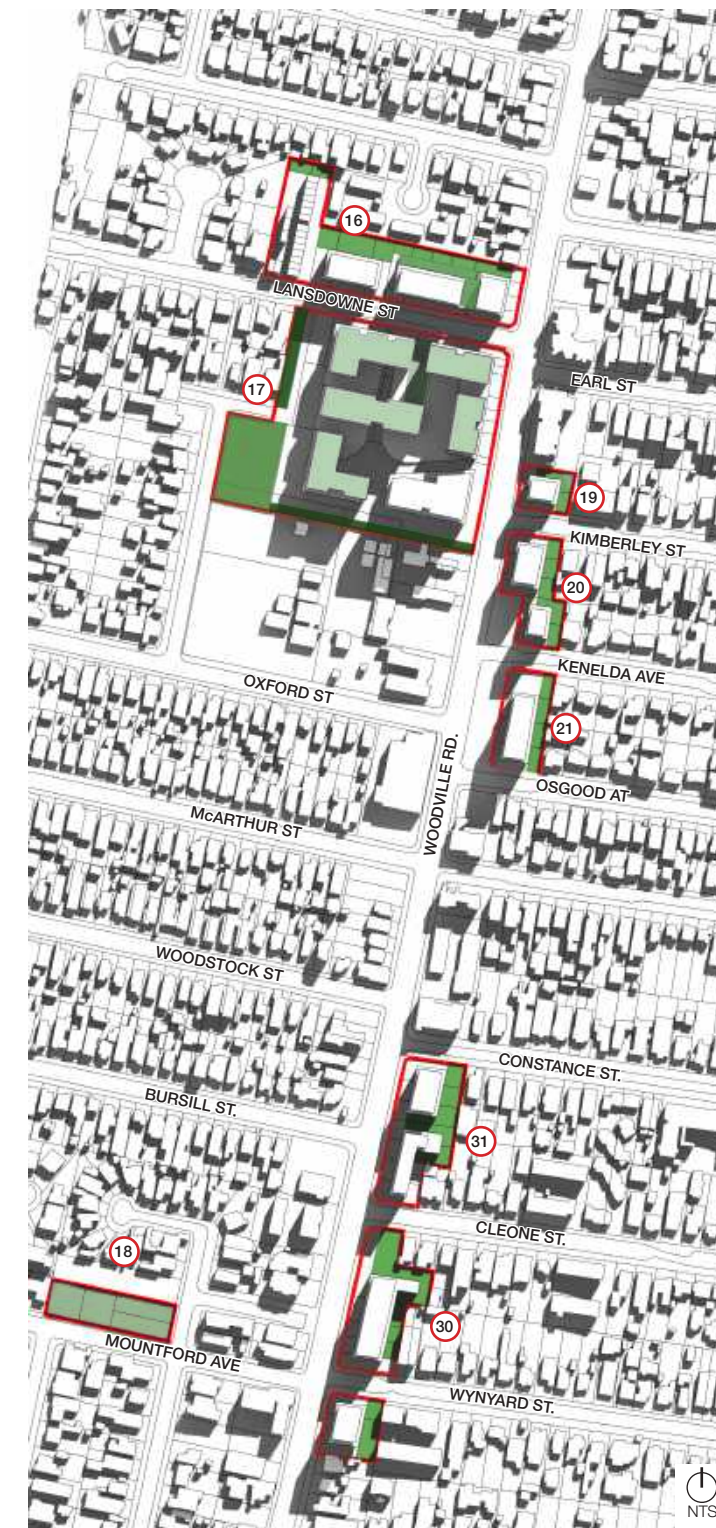 16
LANSDOWNE ST
EARL ST
17
19
KIMBERLEY ST
20
KENELDA AVE
OXFORD ST
21
WOODVILLE RD.
OSGOOD AT
McARTHUR ST
WOODSTOCK ST
CONSTANCE ST.
BURSILL ST.
31
CLEONE ST.
18
30
MOUNTFORD AVE
WYNYARD ST.
NTS